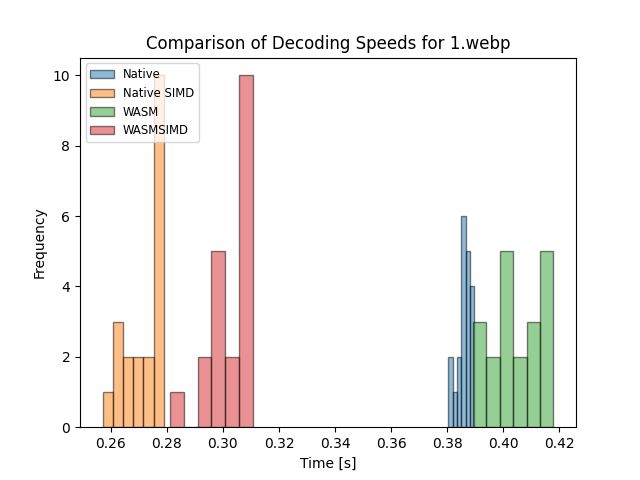 Comparison of Decoding Speeds for 1.webp
Native
Native SIMD
WASM
WASMSIMD
10
8
6
4
2
0
Frequency
0.26 0.28 0.30 0.32 0.34 0.36 0.38 0.40 0.42
Time [s]